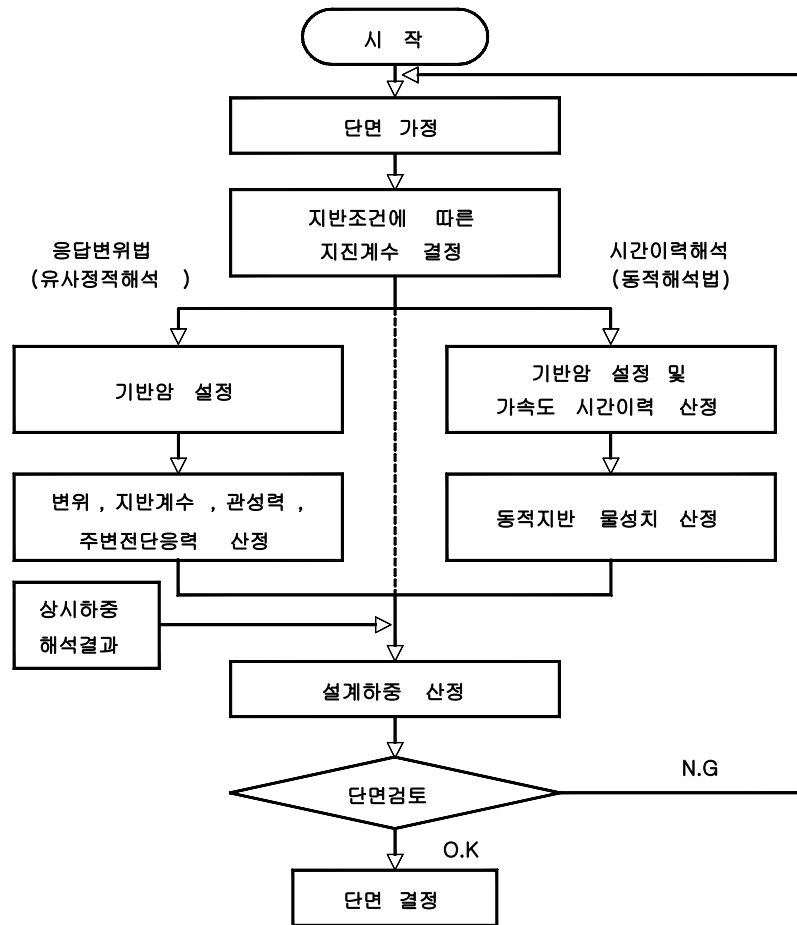 시 작
단면 가정
지반조건에 따른
지진계수 결정
응답변위법
(유사정적해석 )
시간이력해석
(동적해석법)
기반암 설정
기반암 설정 및
가속도 시간이력 산정
변위 , 지반계수 , 관성력 ,
주변전단응력 산정
동적지반 물성치 산정
상시하중
해석결과
설계하중 산정
단면검토
N.G
O.K
단면 결정